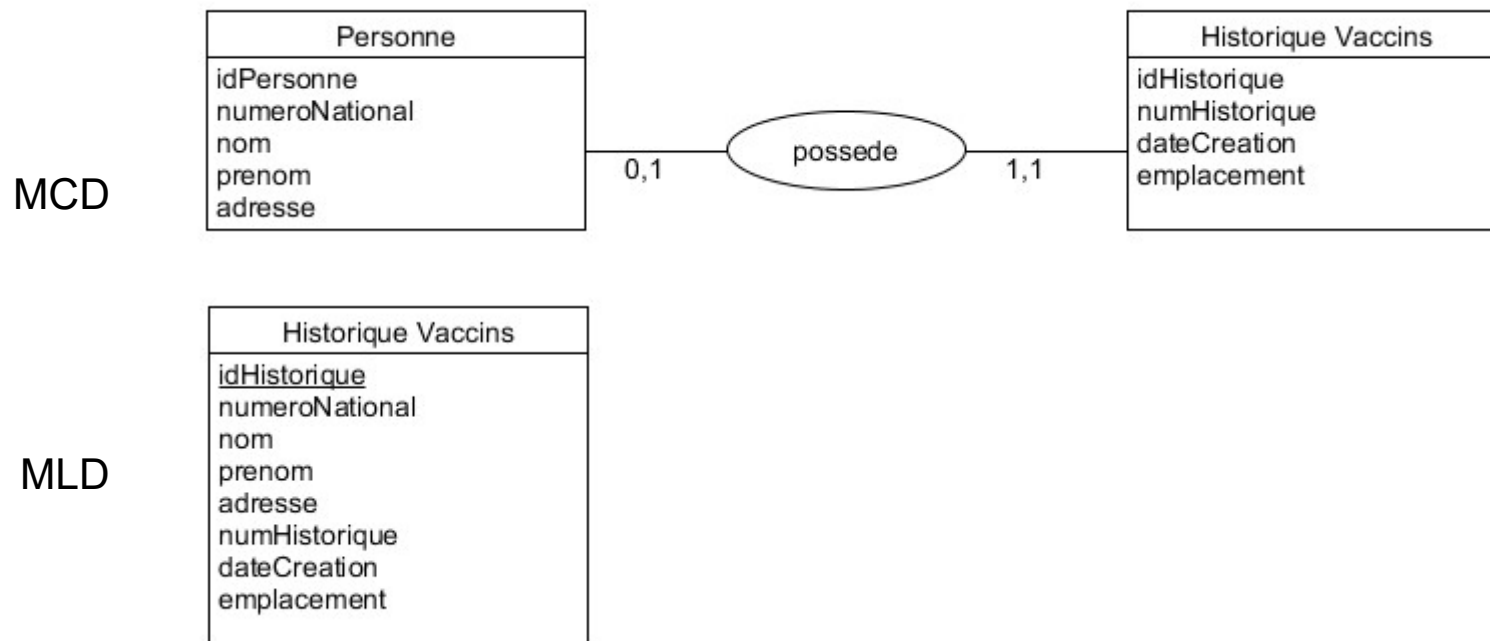 MCD
Personne
idPersonne
numeroNational
nom
prenom
adresse
0,1
possede
1,1
Historique Vaccins
idHistorique
numHistorique
dateCreation
emplacement
MLD
Historique Vaccins
idHistorique
numeroNational
nom
prenom
adresse
numHistorique
dateCreation
emplacement